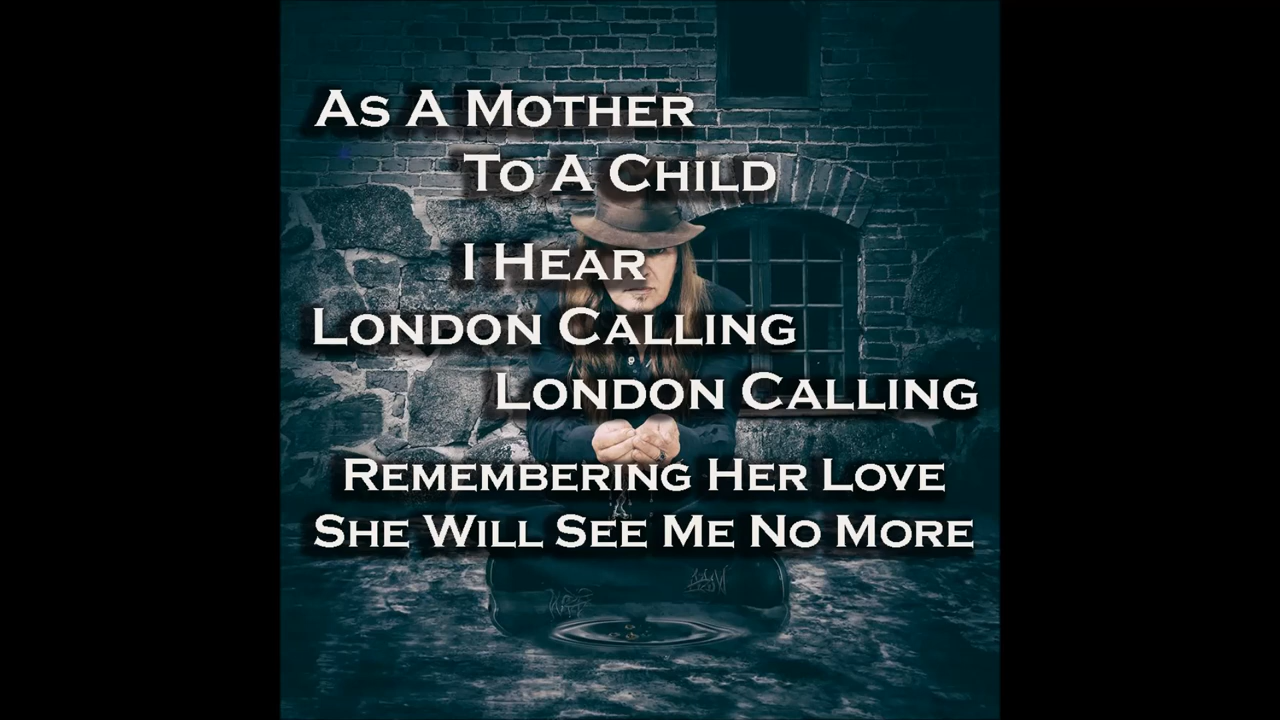 As A Mother
To A Child
I Hear
London Calling
London Calling
Remembering Her Love
She Will See Me No More